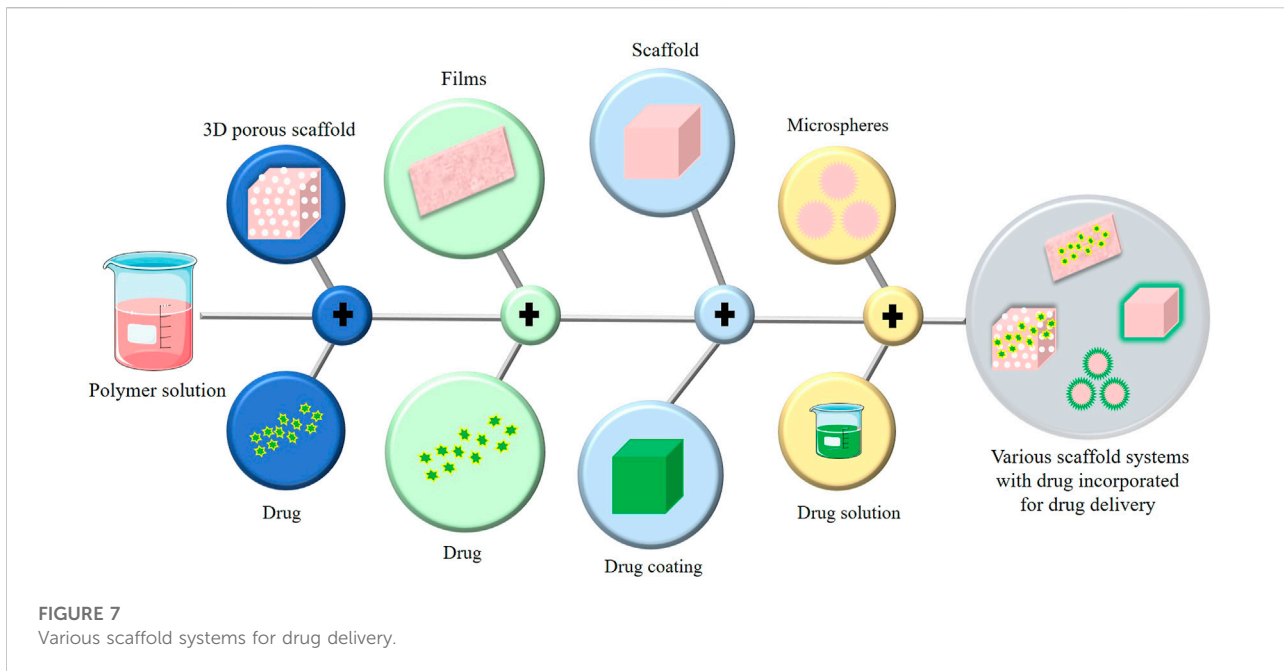 Scaffold
Films
3D porous scaffold
Microspheres
Polymer solution
Drug
Drug
Drug coating
Drug solution
Various scaffold systems
with drug incorporated
for drug delivery
FIGURE 7
Various scaffold systems for drug delivery.